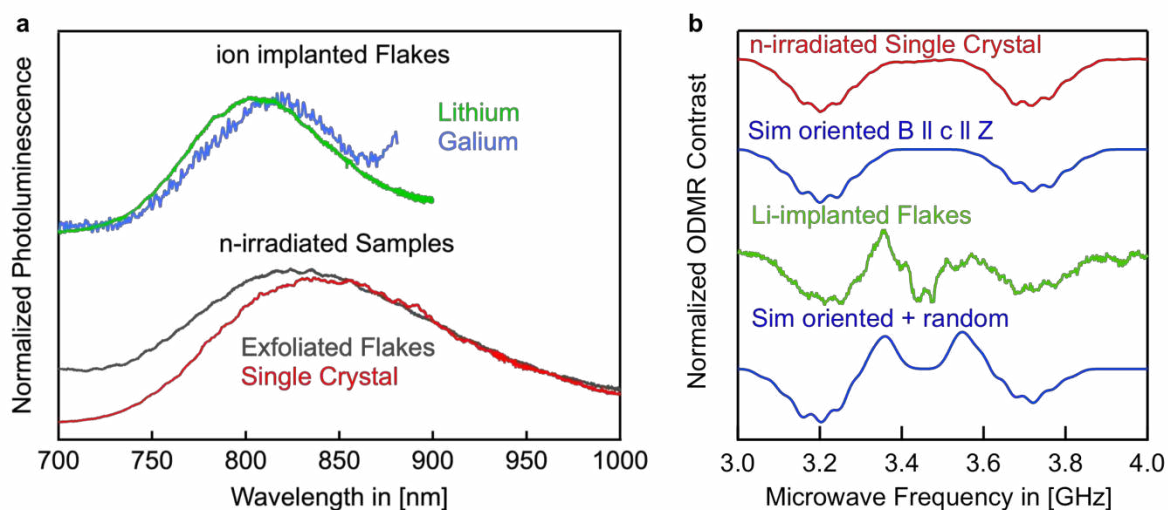 a
ion implanted Flakes
Lithium
Galium
n-irradiated Samples
Exfoliated Flakes
Single Crystal
Normalized Photoluminescence
700 750 800 850 900 950 1000
Wavelength in [nm]
b
n-irradiated Single Crystal
Sim oriented B || c || Z
Li-implanted Flakes
Sim oriented + random
Normalized ODMR Contrast
3.0 3.2 3.4 3.6 3.8 4.0
Microwave Frequency in [GHz]